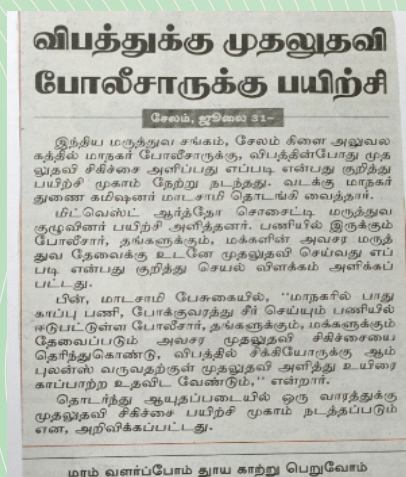 விபத்துக்கு முதலுதவி
போலீசாருக்கு பயிற்சி
சேலம், ஜூலை 31-
இந்திய மருத்துவ சங்கம், சேலம் கிளை அலுவல
கத்தில் மாநகர் போலீசாருக்கு, விபத்தின்போது முத
லுதவி சிகிச்சை அளிப்பது எப்படி என்பது குறித்து
பயிற்சி முகாம் நேற்று நடந்தது. வடக்கு மாநகர்
துணை கமிஷனர் மாடசாமி தொடங்கி வைத்தார்.
மிட்வெஸ்ட் ஆர்த்தோ சொசைட்டி மருத்துவ
குழுவினர் பயிற்சி அளித்தனர். பணியில் இருக்கும்
போலீசார், தங்களுக்கும், மக்களின் அவசர மருத்
துவ தேவைக்கு உடனே முதலுதவி செய்வது எப்
படி என்பது குறித்து செயல் விளக்கம் அளிக்கப்
பட்டது.
பின், மாடசாமி பேசுகையில், ''மாநகரில் பாது
காப்பு பணி, போக்குவரத்து சீர் செய்யும் பணியில்
ஈடுபட்டுள்ள போலீசார், தங்களுக்கும், மக்களுக்கும்
தேவைப்படும் அவசர முதலுதவி சிகிச்சையை
தெரிந்துகொண்டு, விபத்தில் சிக்கியோருக்கு ஆம்
புலன்ஸ் வருவதற்குள் முதலுதவி அளித்து உயிரை
காப்பாற்ற உதவிட வேண்டும்,'' என்றார்.
தொடர்ந்து ஆயுதப்படையில் ஒரு வாரத்துக்கு
முதலுதவி சிகிச்சை பயிற்சி முகாம் நடத்தப்படும்
என, அறிவிக்கப்பட்டது.
மரம் வளர்ப்போம் தூய காற்று பெறுவோம்